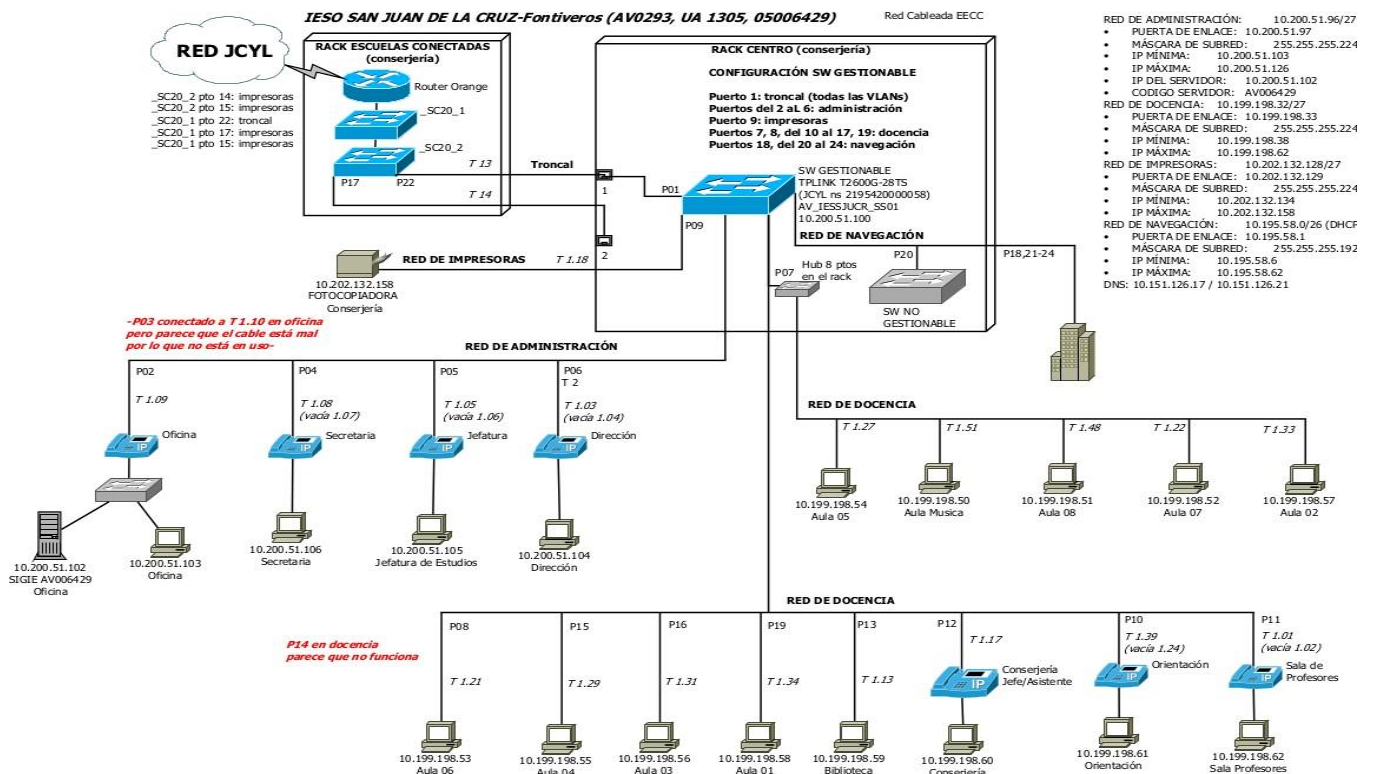 IESO SAN JUAN DE LA CRUZ-Fontiveros (AV0293, UA 1305, 05006429)
Red Cableada EECC
RED JCYL
RACK ESCUELAS CONECTADAS
(conserjería)
Router Orange
_SC20_1
_SC20_2
P17
P22
_SC20_2 pto 14: impresoras
_SC20_2 pto 15: impresoras
_SC20_1 pto 22: troncal
_SC20_1 pto 17: impresoras
_SC20_1 pto 15: impresoras
T 13
T 14
Troncal
1
2
RACK CENTRO (conserjería)
CONFIGURACIÓN SW GESTIONABLE
Puerto 1: troncal (todas las VLANs)
Puertos del 2 aL 6: administración
Puerto 9: impresoras
Puertos 7, 8, del 10 al 17, 19: docencia
Puertos 18, del 20 al 24: navegación
P01
P09
SW GESTIONABLE
TPLINK T2600G-28TS
(JCYL ns 2195420000058)
AV_IESSJUCR_SS01
10.200.51.100
RED DE NAVEGACIÓN
P20
P18,21-24
P07
Hub 8 ptos
en el rack
SW NO
GESTIONABLE
RED DE ADMINISTRACIÓN: 10.200.51.96/27
• PUERTA DE ENLACE: 10.200.51.97
• MÁSCARA DE SUBRED: 255.255.255.224
• IP MÍNIMA: 10.200.51.103
• IP MÁXIMA: 10.200.51.126
• IP DEL SERVIDOR: 10.200.51.102
• CODIGO SERVIDOR: AV006429
RED DE DOCENCIA: 10.199.198.32/27
• PUERTA DE ENLACE: 10.199.198.33
• MÁSCARA DE SUBRED: 255.255.255.224
• IP MÍNIMA: 10.199.198.38
• IP MÁXIMA: 10.199.198.62
RED DE IMPRESORAS: 10.202.132.128/27
• PUERTA DE ENLACE: 10.202.132.129
• MÁSCARA DE SUBRED: 255.255.255.224
• IP MÍNIMA: 10.202.132.134
• IP MÁXIMA: 10.202.132.158
RED DE NAVEGACIÓN: 10.195.58.0/26 (DHCP
• PUERTA DE ENLACE: 10.195.58.1
• MÁSCARA DE SUBRED: 255.255.255.192
• IP MÍNIMA: 10.195.58.6
• IP MÁXIMA: 10.195.58.62
DNS: 10.151.126.17 / 10.151.126.21
RED DE IMPRESORAS
T 1.18
10.202.132.158
FOTOCOPIADORA
Conserjería
-P03 conectado a T 1.10 en oficina
pero parece que el cable está mal
por lo que no está en uso-
RED DE ADMINISTRACIÓN
P02
T 1.09
Oficina
IP
P04
T 1.08
(vacía 1.07)
Secretaria
IP
P05
T 1.05
(vacía 1.06)
Jefatura
IP
P06
T 2
T 1.03
(vacía 1.04)
Dirección
IP
10.200.51.102
SIGIE AV006429
Oficina
10.200.51.103
Oficina
10.200.51.106
Secretaria
10.200.51.105
Jefatura de Estudios
10.200.51.104
Dirección
RED DE DOCENCIA
T 1.27
T 1.51
T 1.48
T 1.22
T 1.33
10.199.198.54
Aula 05
10.199.198.50
Aula Musica
10.199.198.51
Aula 08
10.199.198.52
Aula 07
10.199.198.57
Aula 02
RED DE DOCENCIA
P14 en docencia
parece que no funciona
P08
T 1.21
P15
T 1.29
P16
T 1.31
P19
T 1.34
P13
T 1.13
P12
T 1.17
Conserjería
Jefe/Asistente
IP
P10
T 1.39
(vacía 1.24)
Orientación
IP
P11
T 1.01
(vacía 1.02)
Sala de
Profesores
IP
10.199.198.53
Aula 06
10.199.198.55
Aula 04
10.199.198.56
Aula 03
10.199.198.58
Aula 01
10.199.198.59
Biblioteca
10.199.198.60
Conserjería
10.199.198.61
Orientación
10.199.198.62
Sala Profesores